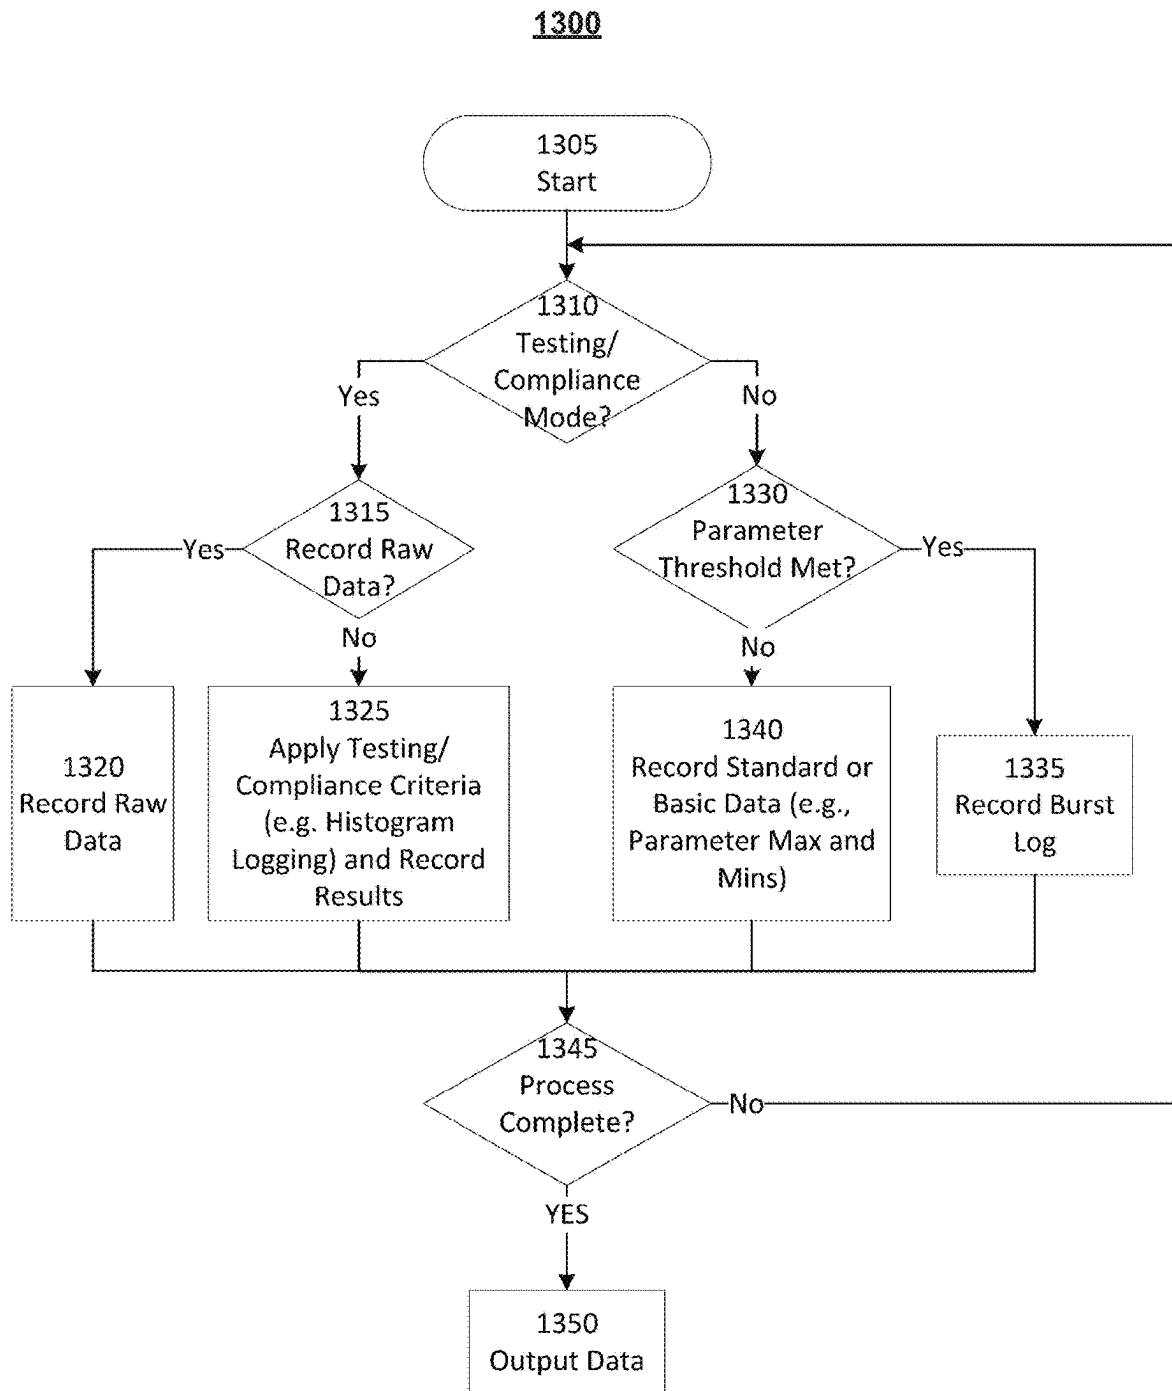 1300
1305
Start
1310
Testing/
Compliance
Mode?
Yes
No
1315
Record Raw
Data?
Yes
No
1330
Parameter
Threshold Met?
Yes
No
1320
Record Raw
Data
1325
Apply Testing/
Compliance Criteria
(e.g. Histogram
Logging) and Record
Results
1340
Record Standard or
Basic Data (e.g.,
Parameter Max and
Mins)
1335
Record Burst
Log
1345
Process
Complete?
No
YES
1350
Output Data